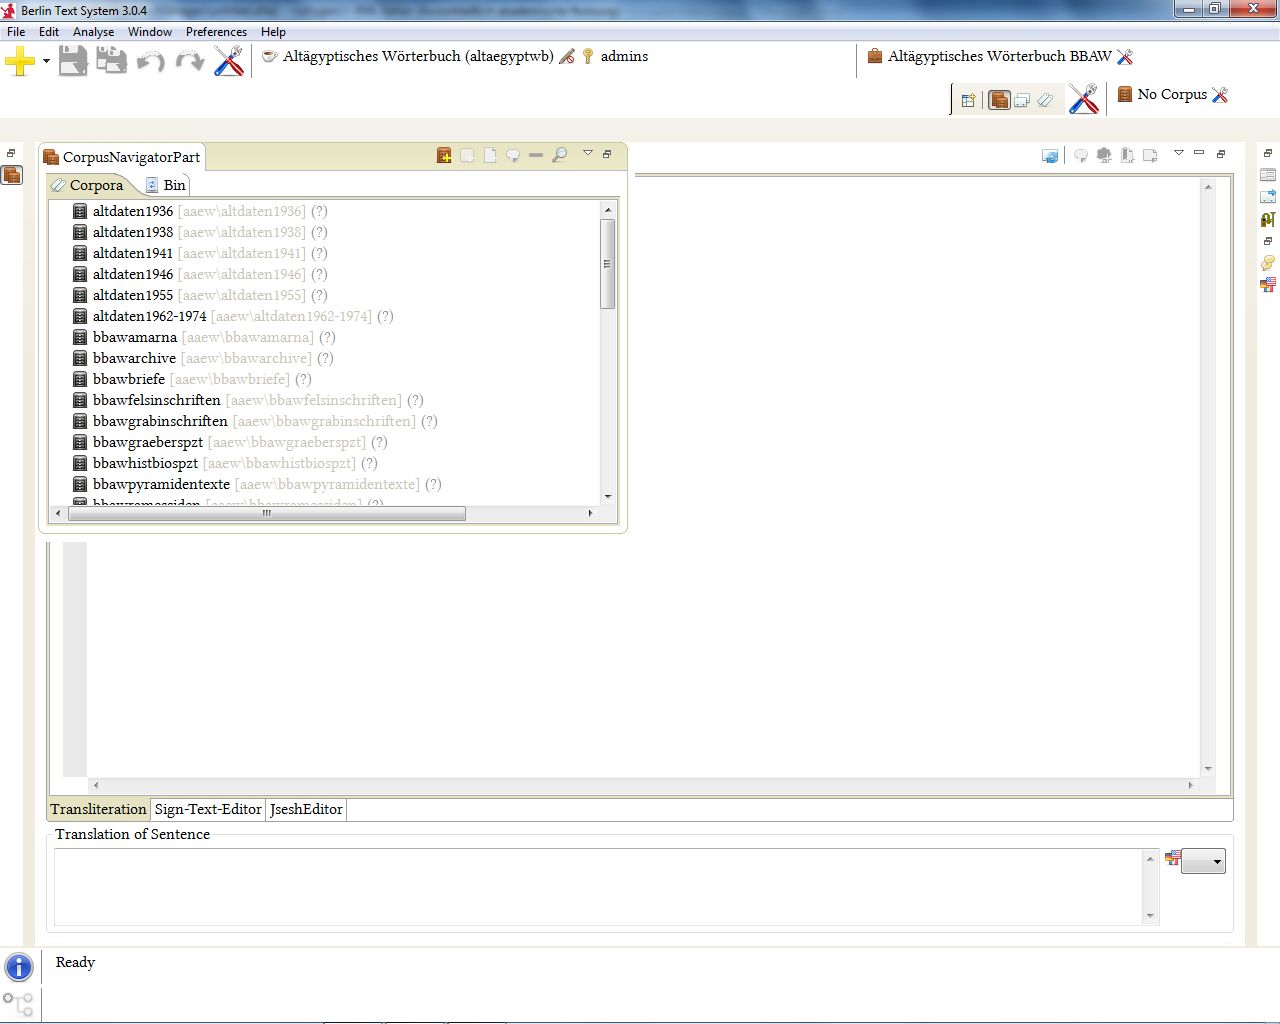 Berlin Text System 3.0.4
File Edit Analyse Window Preferences Help
Altägyptisches Wörterbuch (altaegyptwb) admins
Altägyptisches Wörterbuch BBAW
No Corpus
CorpusNavigatorPart
Corpora Bin
altdaten1936 [aaew\altdaten1936] (?)
altdaten1938 [aaew\altdaten1938] (?)
altdaten1941 [aaew\altdaten1941] (?)
altdaten1946 [aaew\altdaten1946] (?)
altdaten1955 [aaew\altdaten1955] (?)
altdaten1962-1974 [aaew\altdaten1962-1974] (?)
bbawamarna [aaew\bbawamarna] (?)
bbawarchive [aaew\bbawarchive] (?)
bbawbriefe [aaew\bbawbriefe] (?)
bbawfelsinschriften [aaew\bbawfelsinschriften] (?)
bbawgrabinschriften [aaew\bbawgrabinschriften] (?)
bbawgraeberspzt [aaew\bbawgraeberspzt] (?)
bbawhistbiospzt [aaew\bbawhistbiospzt] (?)
bbawpyramidentexte [aaew\bbawpyramidentexte] (?)
Transliteration Sign-Text-Editor JseshEditor
Translation of Sentence
Ready